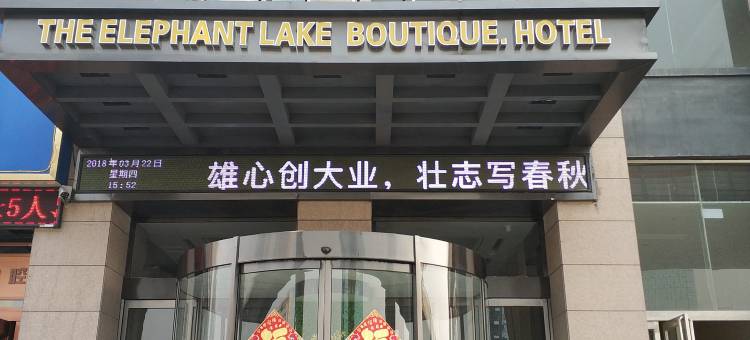 THE ELEPHANT LAKE BOUTIQUE. HOTEL
2018年03月22日
星期四
15:52
雄心创大业，壮志写春秋
5人